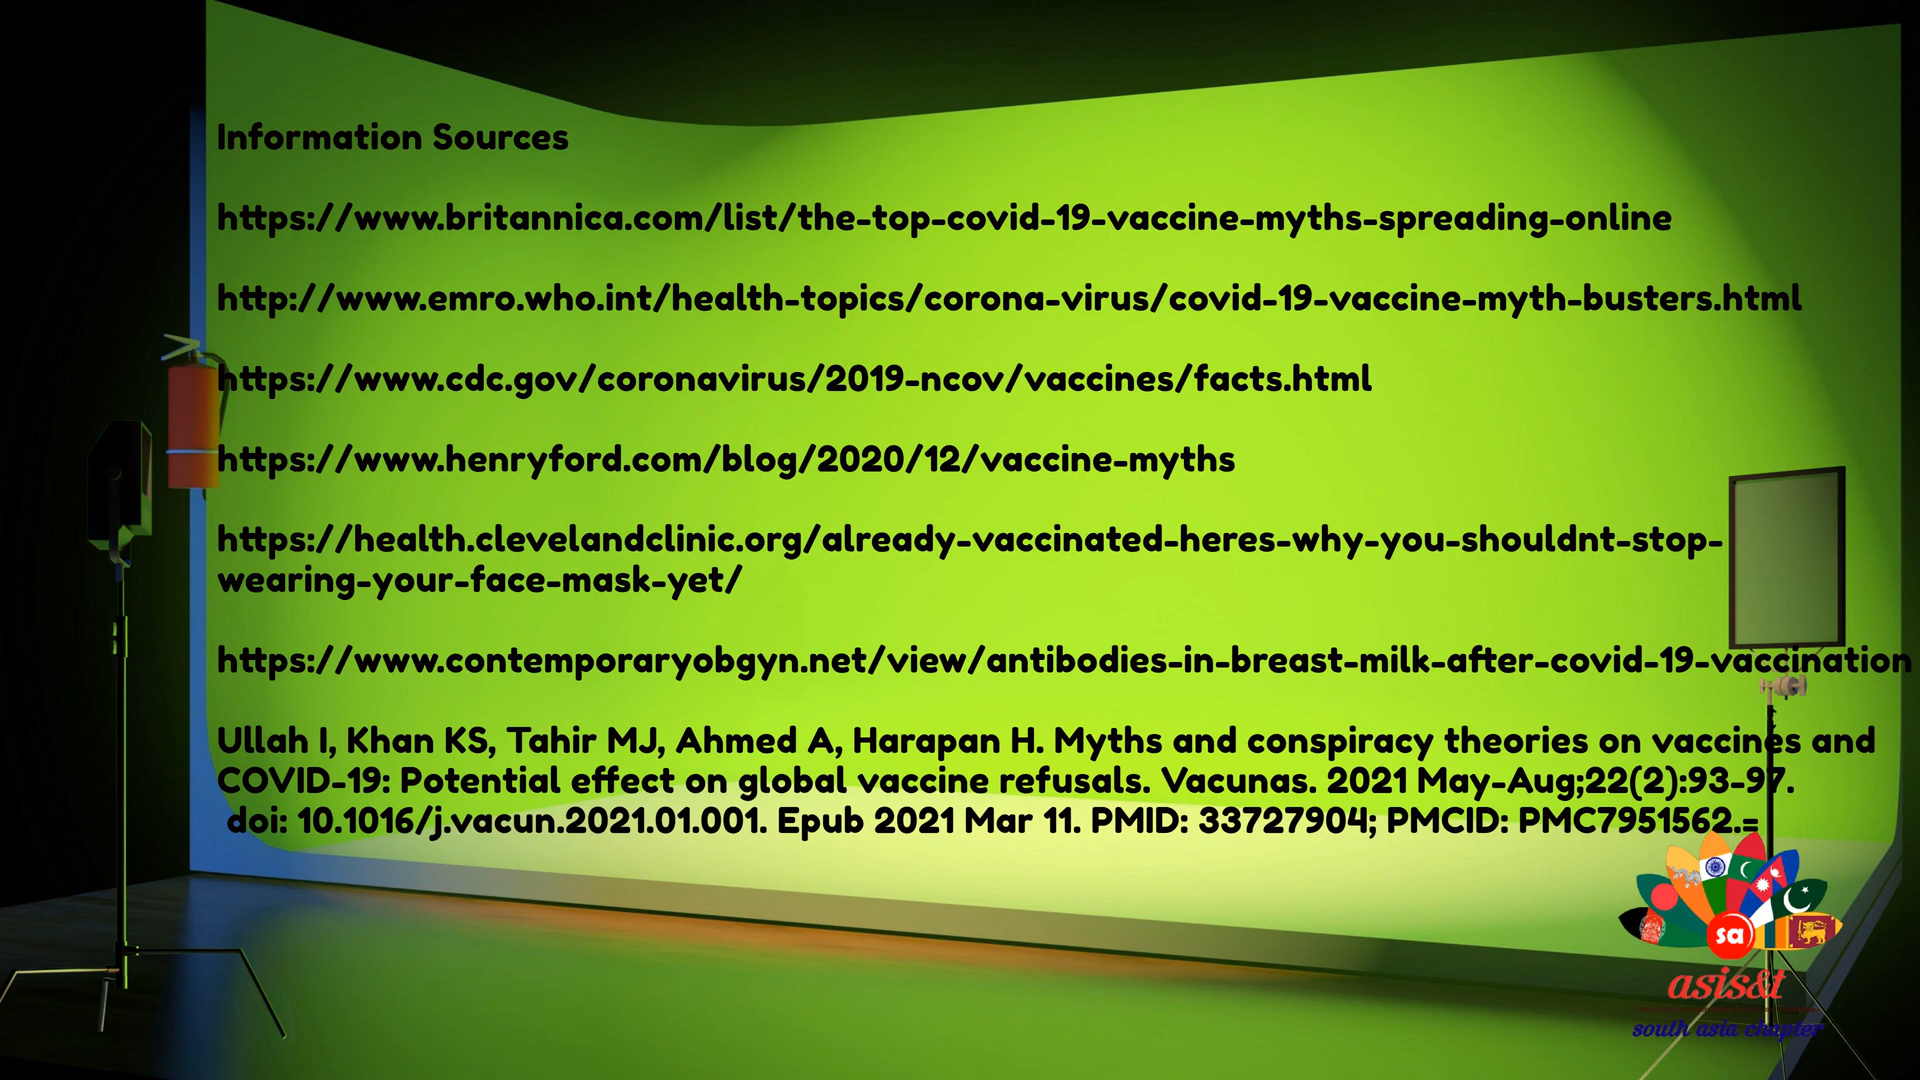 Information Sources
https://www.britannica.com/list/the-top-covid-19-vaccine-myths-spreading-online
http://www.emro.who.int/health-topics/corona-virus/covid-19-vaccine-myth-busters.html
https://www.cdc.gov/coronavirus/2019-ncov/vaccines/facts.html
https://www.henryford.com/blog/2020/12/vaccine-myths
https://health.clevelandclinic.org/already-vaccinated-heres-why-you-shouldnt-stop-
wearing-your-face-mask-yet/
https://www.contemporaryobgyn.net/view/antibodies-in-breast-milk-after-covid-19-vaccination
Ullah I, Khan KS, Tahir MJ, Ahmed A, Harapan H. Myths and conspiracy theories on vaccines and
COVID-19: Potential effect on global vaccine refusals. Vacunas. 2021 May-Aug;22(2):93-97.
doi: 10.1016/j.vacun.2021.01.001. Epub 2021 Mar 11. PMID: 33727904; PMCID: PMC7951562.=
sa
asis&t
south asia chapter